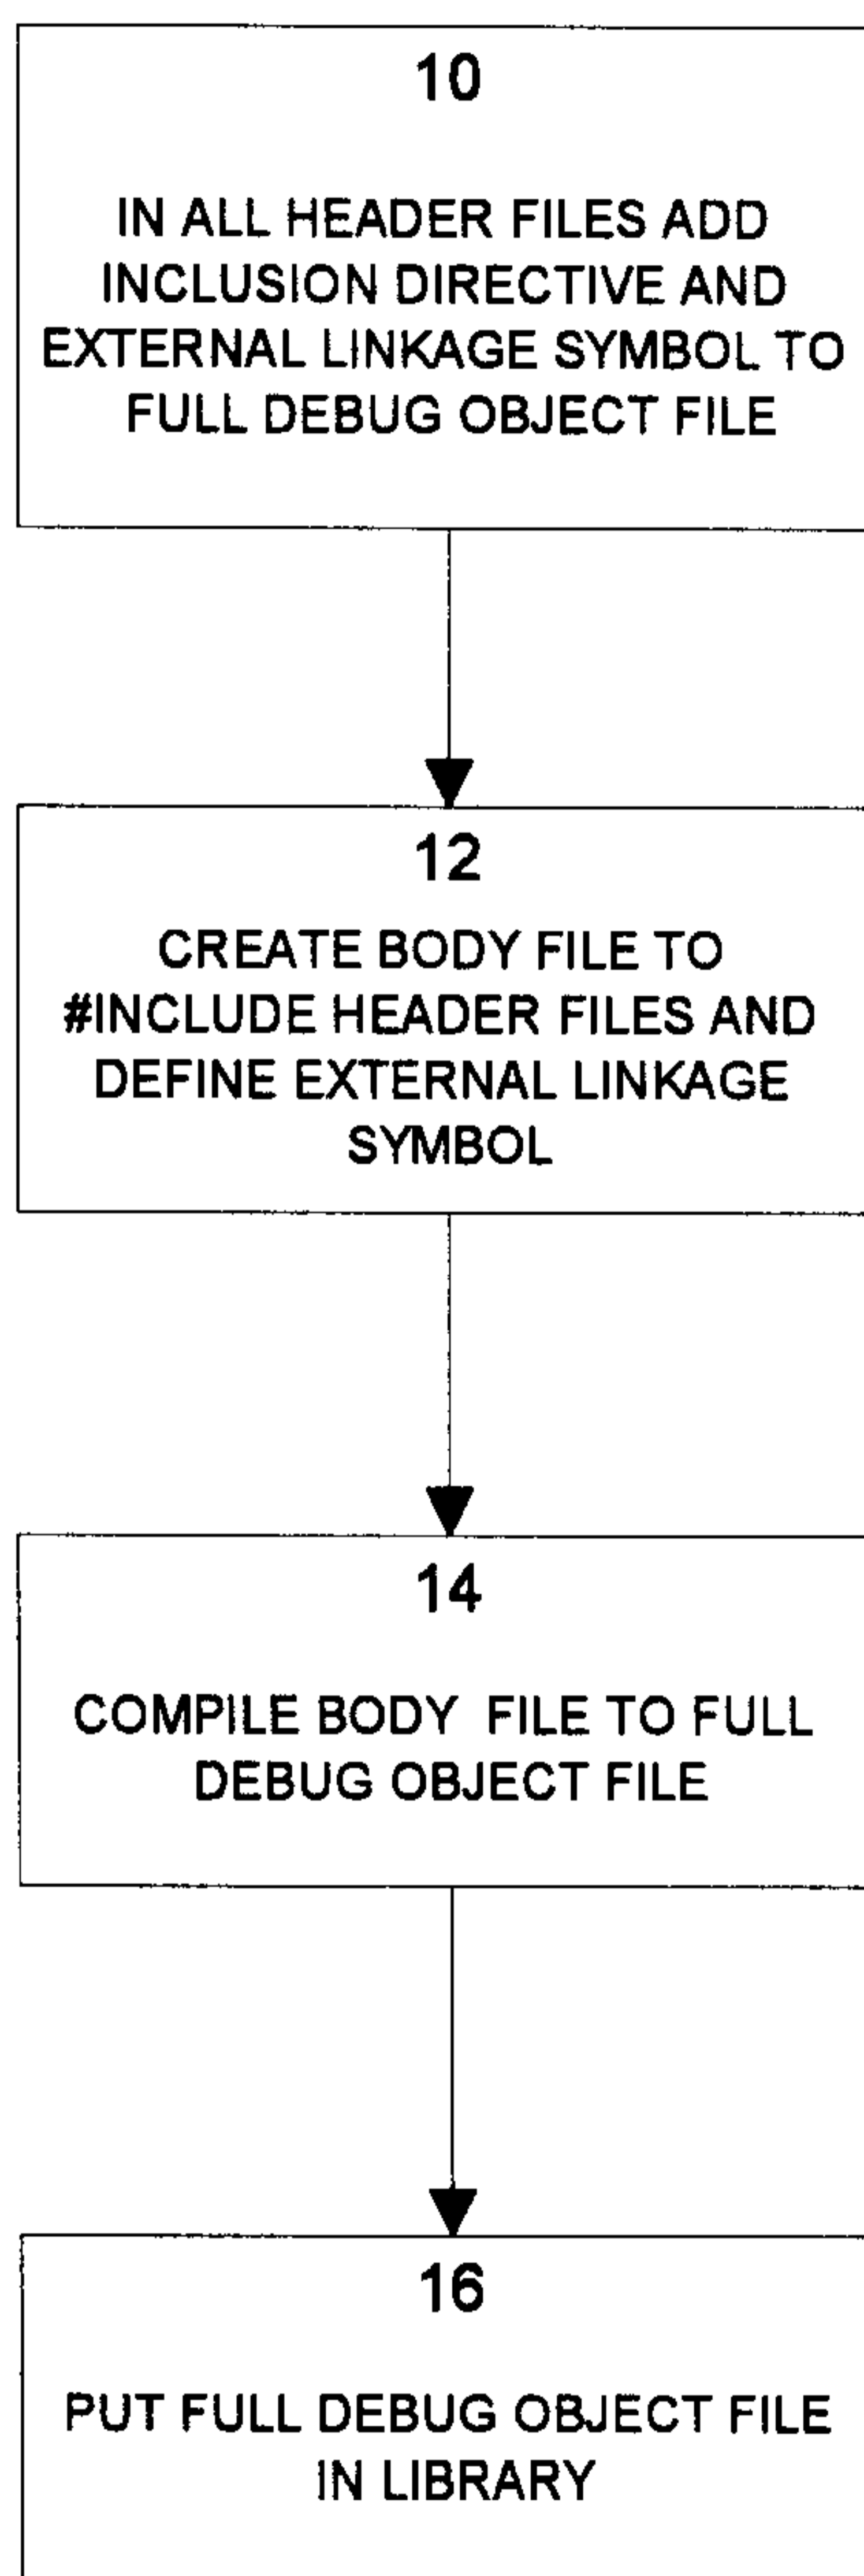 10
IN ALL HEADER FILES ADD
INCLUSION DIRECTIVE AND
EXTERNAL LINKAGE SYMBOL TO
FULL DEBUG OBJECT FILE
12
CREATE BODY FILE TO
#INCLUDE HEADER FILES AND
DEFINE EXTERNAL LINKAGE
SYMBOL
14
COMPILE BODY FILE TO FULL
DEBUG OBJECT FILE
16
PUT FULL DEBUG OBJECT FILE
IN LIBRARY